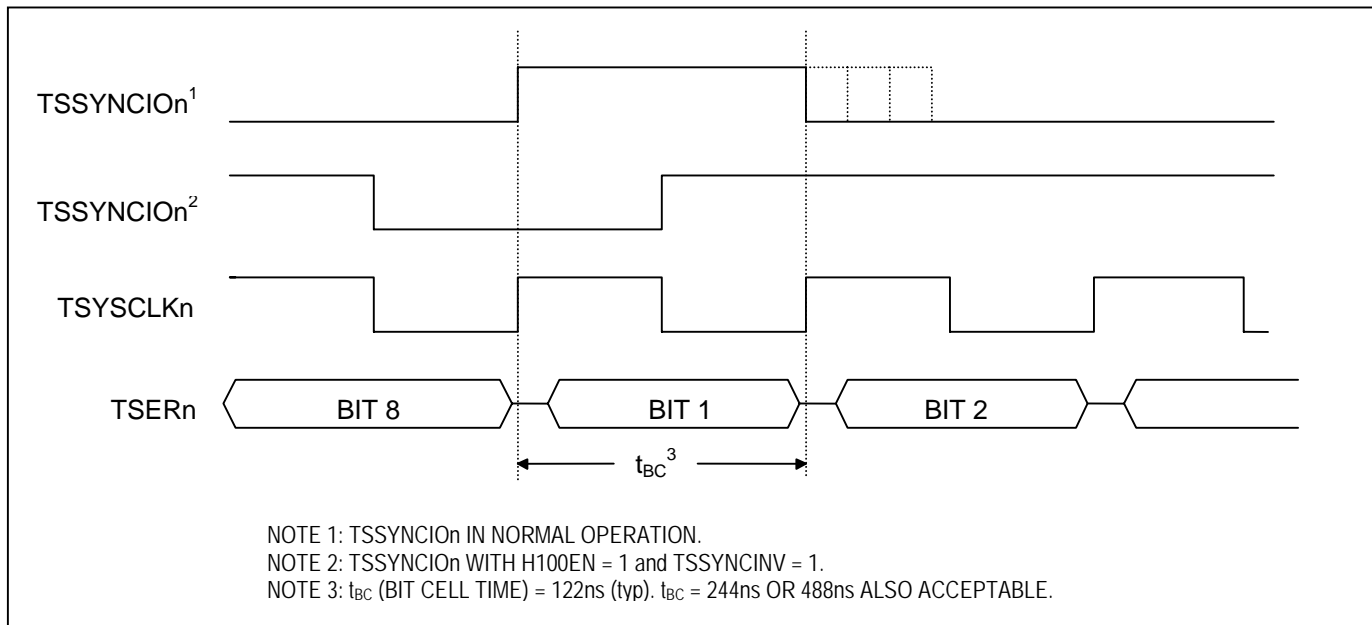 TSSYNCIOn¹
TSSYNCIOn²
TSYSCLKn
TSERn
BIT 8
BIT 1
BIT 2
tBC³
NOTE 1: TSSYNCIOn IN NORMAL OPERATION.
NOTE 2: TSSYNCIOn WITH H100EN = 1 and TSSYNCINV = 1.
NOTE 3: tBC (BIT CELL TIME) = 122ns (typ). tBC = 244ns OR 488ns ALSO ACCEPTABLE.